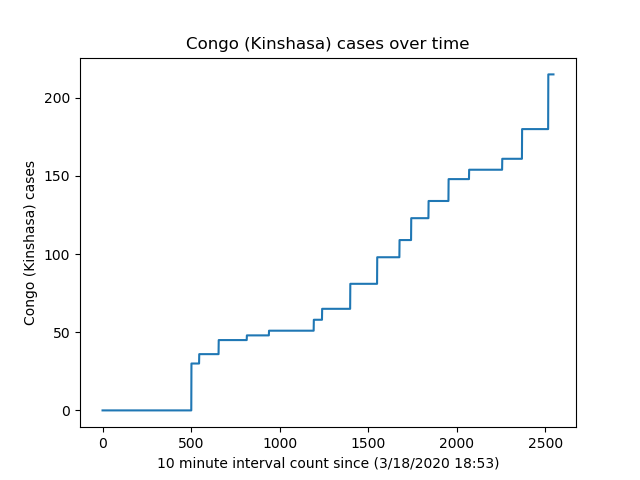 Congo (Kinshasa) cases over time
200
150
100
50
0
Congo (Kinshasa) cases
0 500 1000 1500 2000 2500
10 minute interval count since (3/18/2020 18:53)